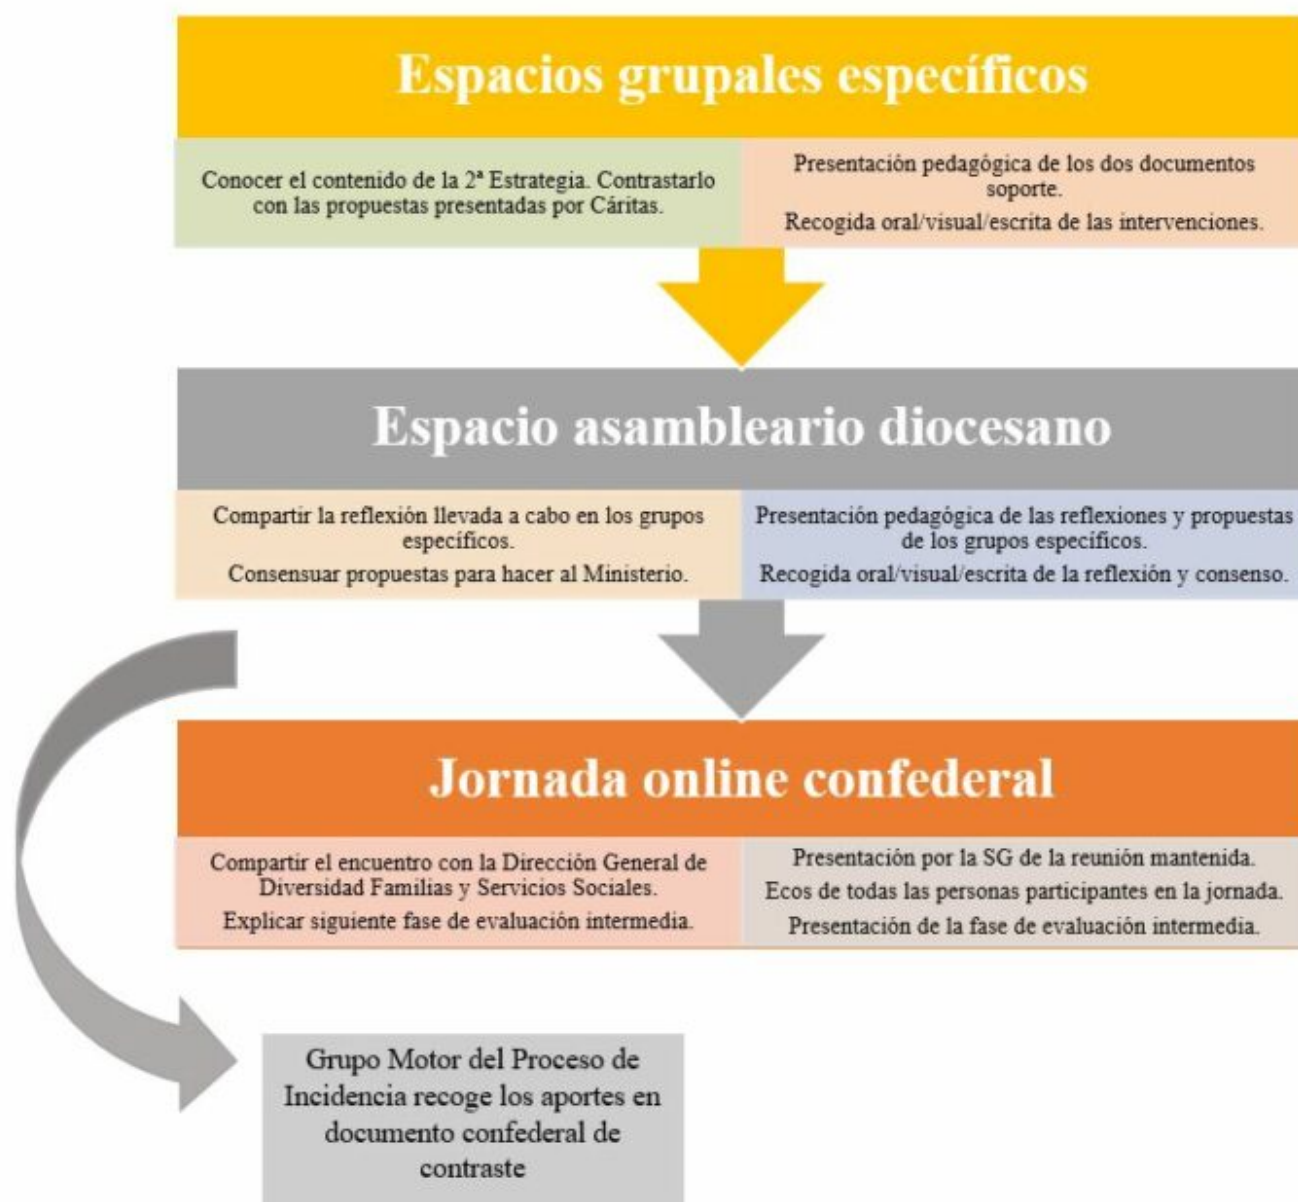 Espacios grupales específicos
Conocer el contenido de la 2ª Estrategia. Contrastarlo
con las propuestas presentadas por Cáritas.
Presentación pedagógica de los dos documentos
soporte.
Recogida oral/visual/escrita de las intervenciones.
Espacio asambleario diocesano
Compartir la reflexión llevada a cabo en los grupos
específicos.
Consensuar propuestas para hacer al Ministerio.
Presentación pedagógica de las reflexiones y propuestas
de los grupos específicos.
Recogida oral/visual/escrita de la reflexión y consenso.
Jornada online confederal
Compartir el encuentro con la Dirección General de
Diversidad Familias y Servicios Sociales.
Explicar siguiente fase de evaluación intermedia.
Presentación por la SG de la reunión mantenida.
Ecos de todas las personas participantes en la jornada.
Presentación de la fase de evaluación intermedia.
Grupo Motor del Proceso de
Incidencia recoge los aportes en
documento confederal de
contraste